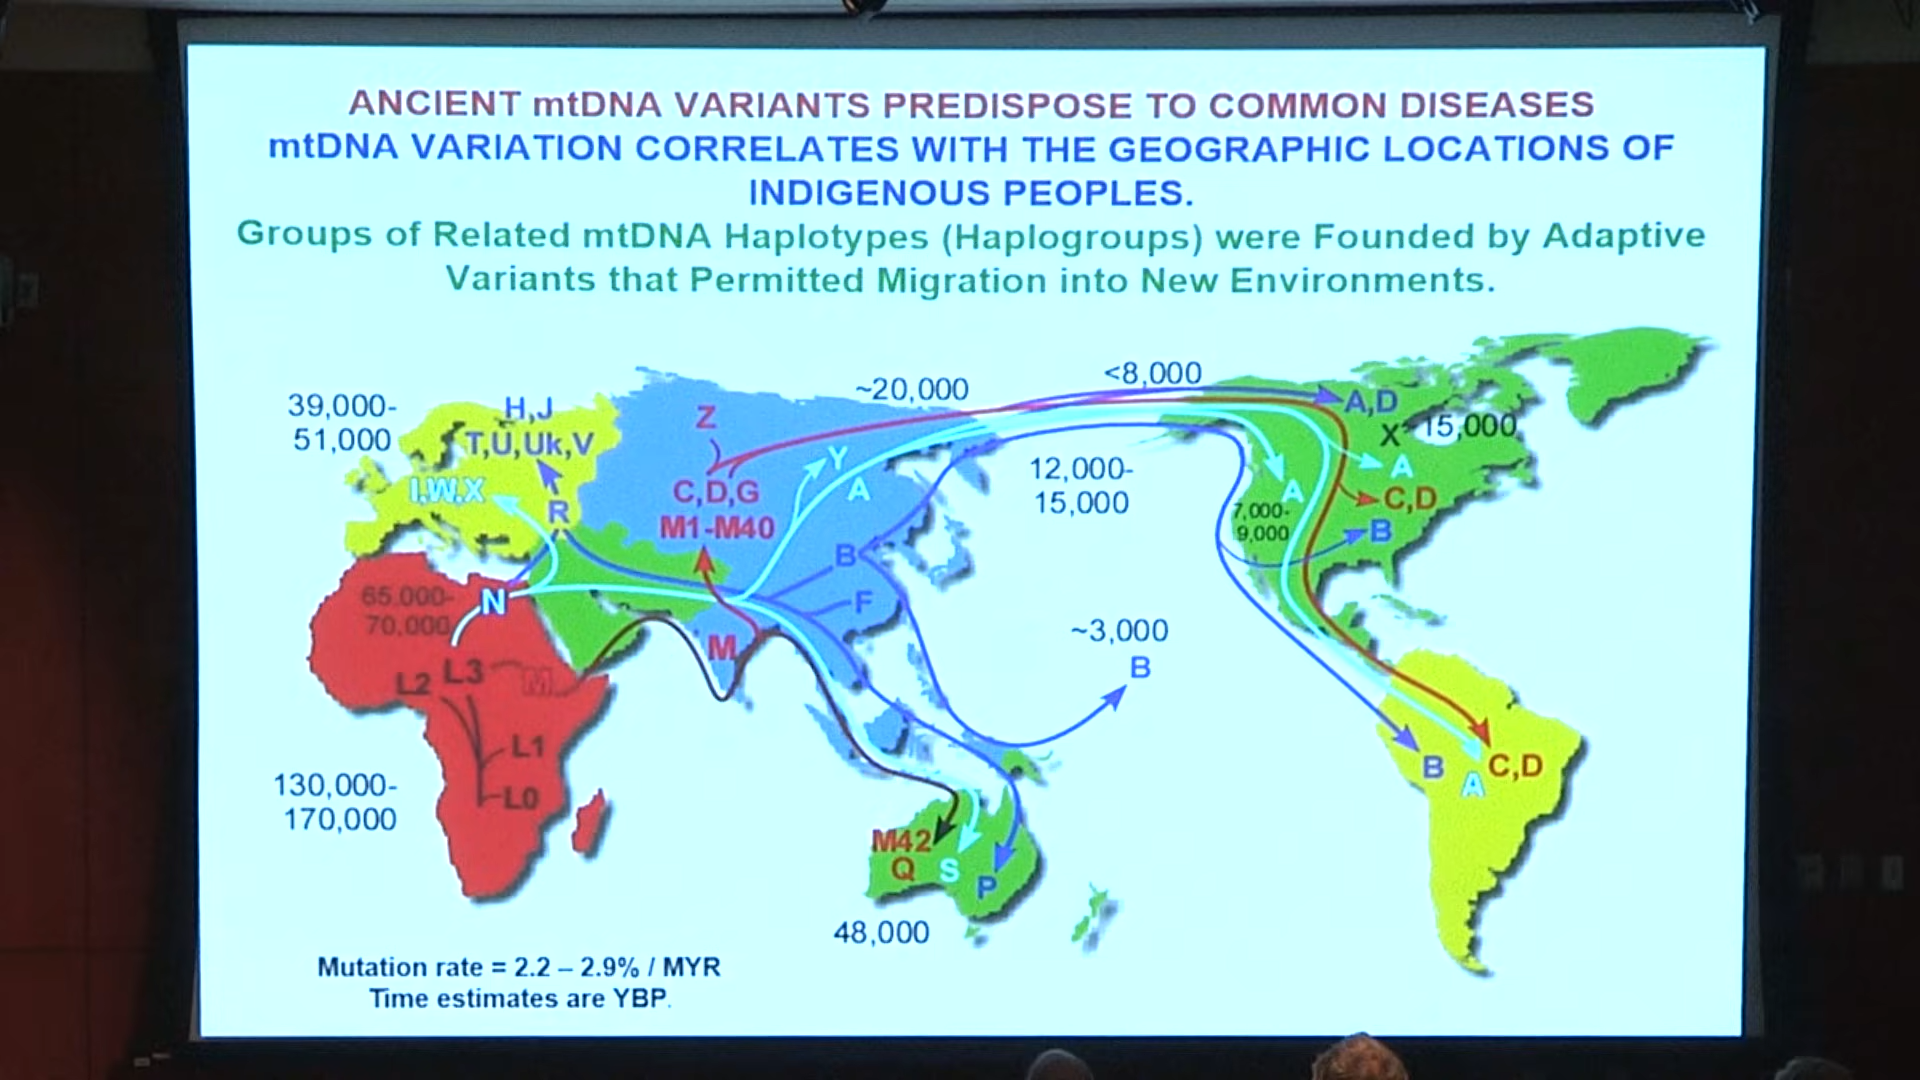 ANCIENT mtDNA VARIANTS PREDISPOSE TO COMMON DISEASES
mtDNA VARIATION CORRELATES WITH THE GEOGRAPHIC LOCATIONS OF
INDIGENOUS PEOPLES.
Groups of Related mtDNA Haplotypes (Haplogroups) were Founded by Adaptive
Variants that Permitted Migration into New Environments.
39,000-
51,000
H,J
T,U,Uk,V
I,W,X
R
Z
C,D,G
M1-M40
Y
A
~20,000
<8,000
A,D
X
15,000
A
C,D
B
A
7,000-
9,000
12,000-
15,000
B
F
65,000-
70,000
N
M
L2
L3
M
L1
L0
130,000-
170,000
~3,000
B
B
A
C,D
M42
Q
S
P
48,000
Mutation rate = 2.2 – 2.9% / MYR
Time estimates are YBP.